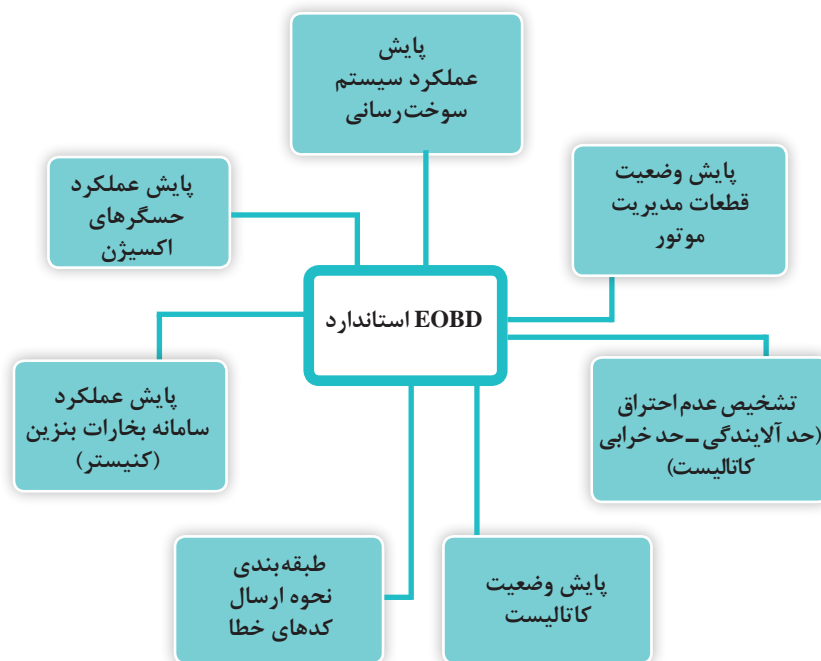 پایش
عملکرد سیستم
سوخت‌رسانی
پایش وضعیت
قطعات مدیریت
موتور
پایش عملکرد
حسگرهای
اکسیژن
استاندارد EOBD
تشخیص عدم احتراق
(حد آلایندگی ـ حد خرابی
کاتالیست)
پایش عملکرد
سامانه بخارات بنزین
(کنیستر)
پایش وضعیت
کاتالیست
طبقه‌بندی
نحوه ارسال
کدهای خطا